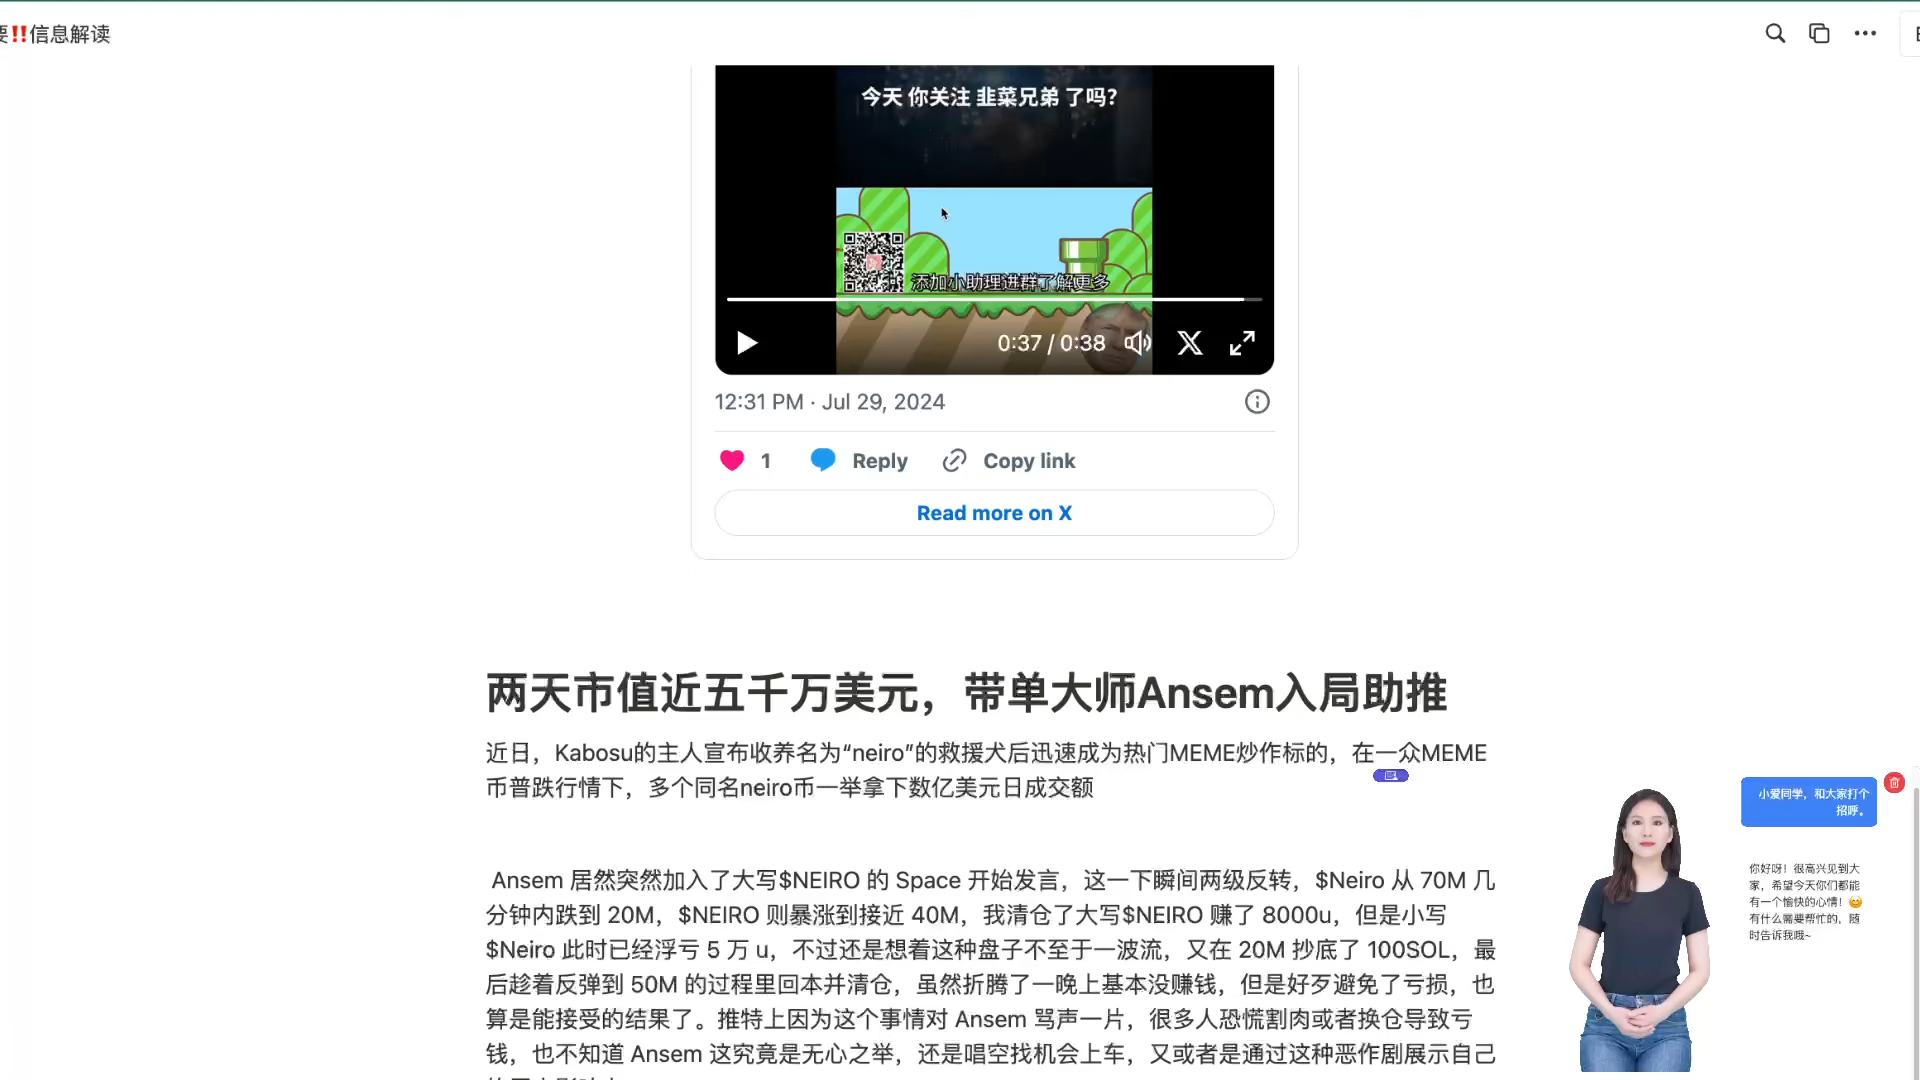 要‼️信息解读
今天 你关注 韭菜兄弟 了吗?
添加小助理进群了解更多
0:37 / 0:38
12:31 PM · Jul 29, 2024
1 Reply Copy link
Read more on X
两天市值近五千万美元，带单大师Ansem入局助推
近日，Kabosu的主人宣布收养名为“neiro”的救援犬后迅速成为热门MEME炒作标的，在一众MEME
币普跌行情下，多个同名neiro币一举拿下数亿美元日成交额
Ansem 居然突然加入了大写$NEIRO 的 Space 开始发言，这一下瞬间两级反转，$Neiro 从 70M 几
分钟内跌到 20M，$NEIRO 则暴涨到接近 40M，我清仓了大写$NEIRO 赚了 8000u，但是小写
$Neiro 此时已经浮亏 5 万 u，不过还是想着这种盘子不至于一波流，又在 20M 抄底了 100SOL，最
后趁着反弹到 50M 的过程里回本并清仓，虽然折腾了一晚上基本没赚钱，但是好歹避免了亏损，也
算是能接受的结果了。推特上因为这个事情对 Ansem 骂声一片，很多人恐慌割肉或者换仓导致亏
钱，也不知道 Ansem 这究竟是无心之举，还是唱空找机会上车，又或者是通过这种恶作剧展示自己
小爱同学，和大家打个
招呼。
你好呀！很高兴见到大
家，希望今天你们都能
有一个愉快的心情！😊
有什么需要帮忙的，随
时告诉我哦~